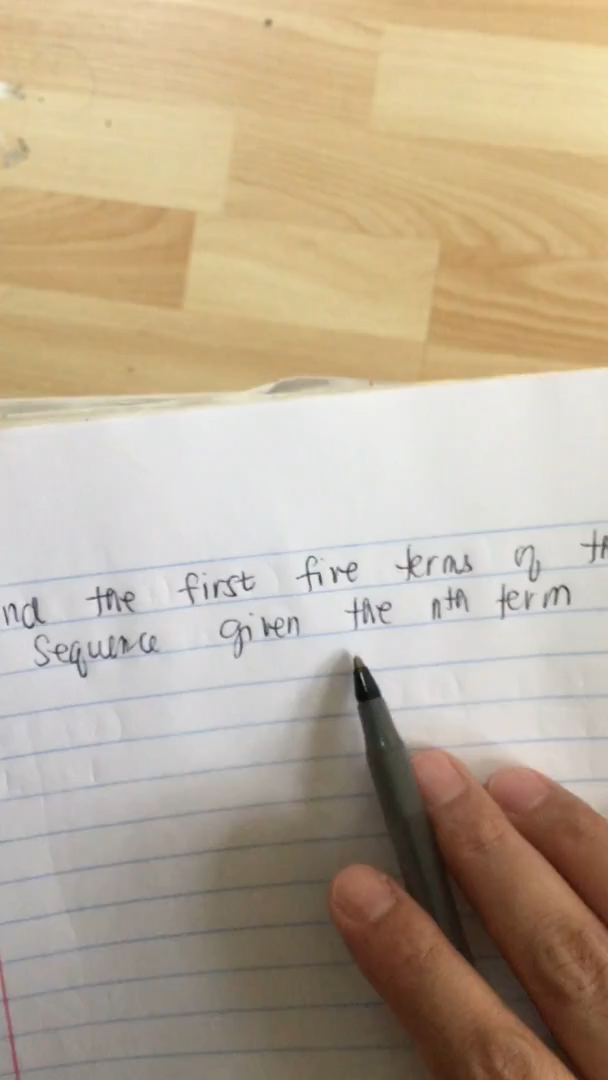 nd the first five terms of th
Sequence given the nth term